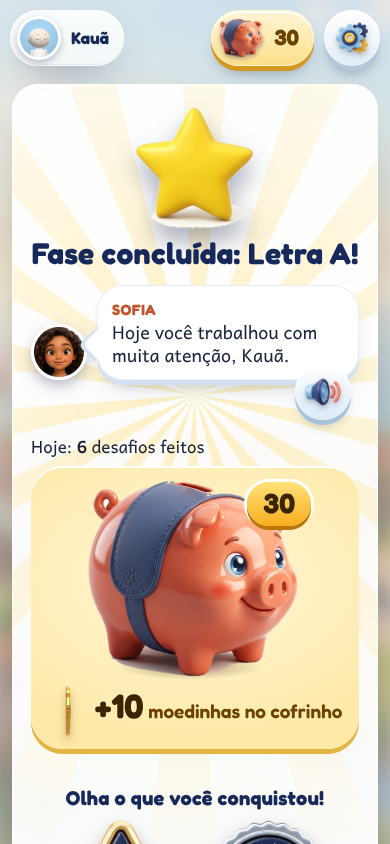 Kauã
30
Fase concluída: Letra A!
SOFIA
Hoje você trabalhou com
muita atenção, Kauã.
Hoje: 6 desafios feitos
30
+10 moedinhas no cofrinho
Olha o que você conquistou!